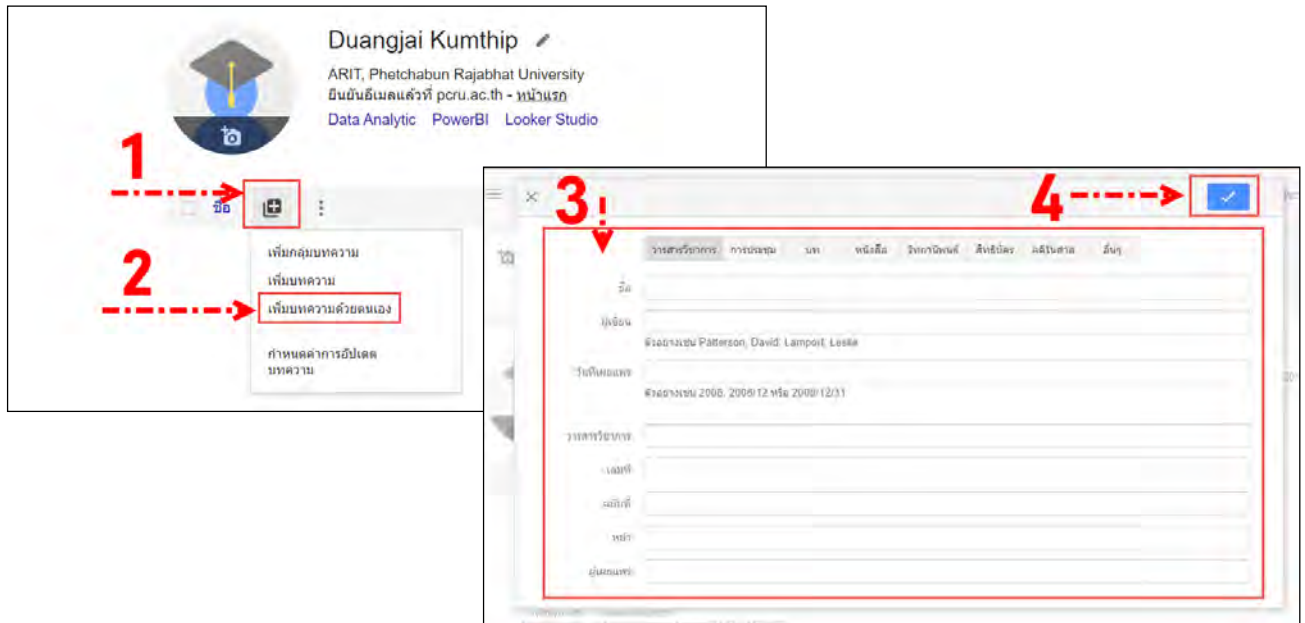 Duangjai Kumthip
ARIT, Phetchabun Rajabhat University
ยืนยันอีเมลแล้วที่ pcru.ac.th - หน้าแรก
Data Analytic PowerBI Looker Studio
1
ชื่อ
2
เพิ่มกลุ่มบทความ
เพิ่มบทความ
เพิ่มบทความด้วยตนเอง
กำหนดค่าการอัปเดต
บทความ
3
4
วารสารวิชาการ การประชุม บท หนังสือ วิทยานิพนธ์ สิทธิบัตร คดีในศาล อื่นๆ
ชื่อ
ผู้เขียน
ตัวอย่างเช่น Patterson, David; Lamport, Leslie
วันที่เผยแพร่
ตัวอย่างเช่น 2008, 2008/12 หรือ 2008/12/31
วารสารวิชาการ
เล่มที่
ฉบับที่
หน้า
ผู้เผยแพร่